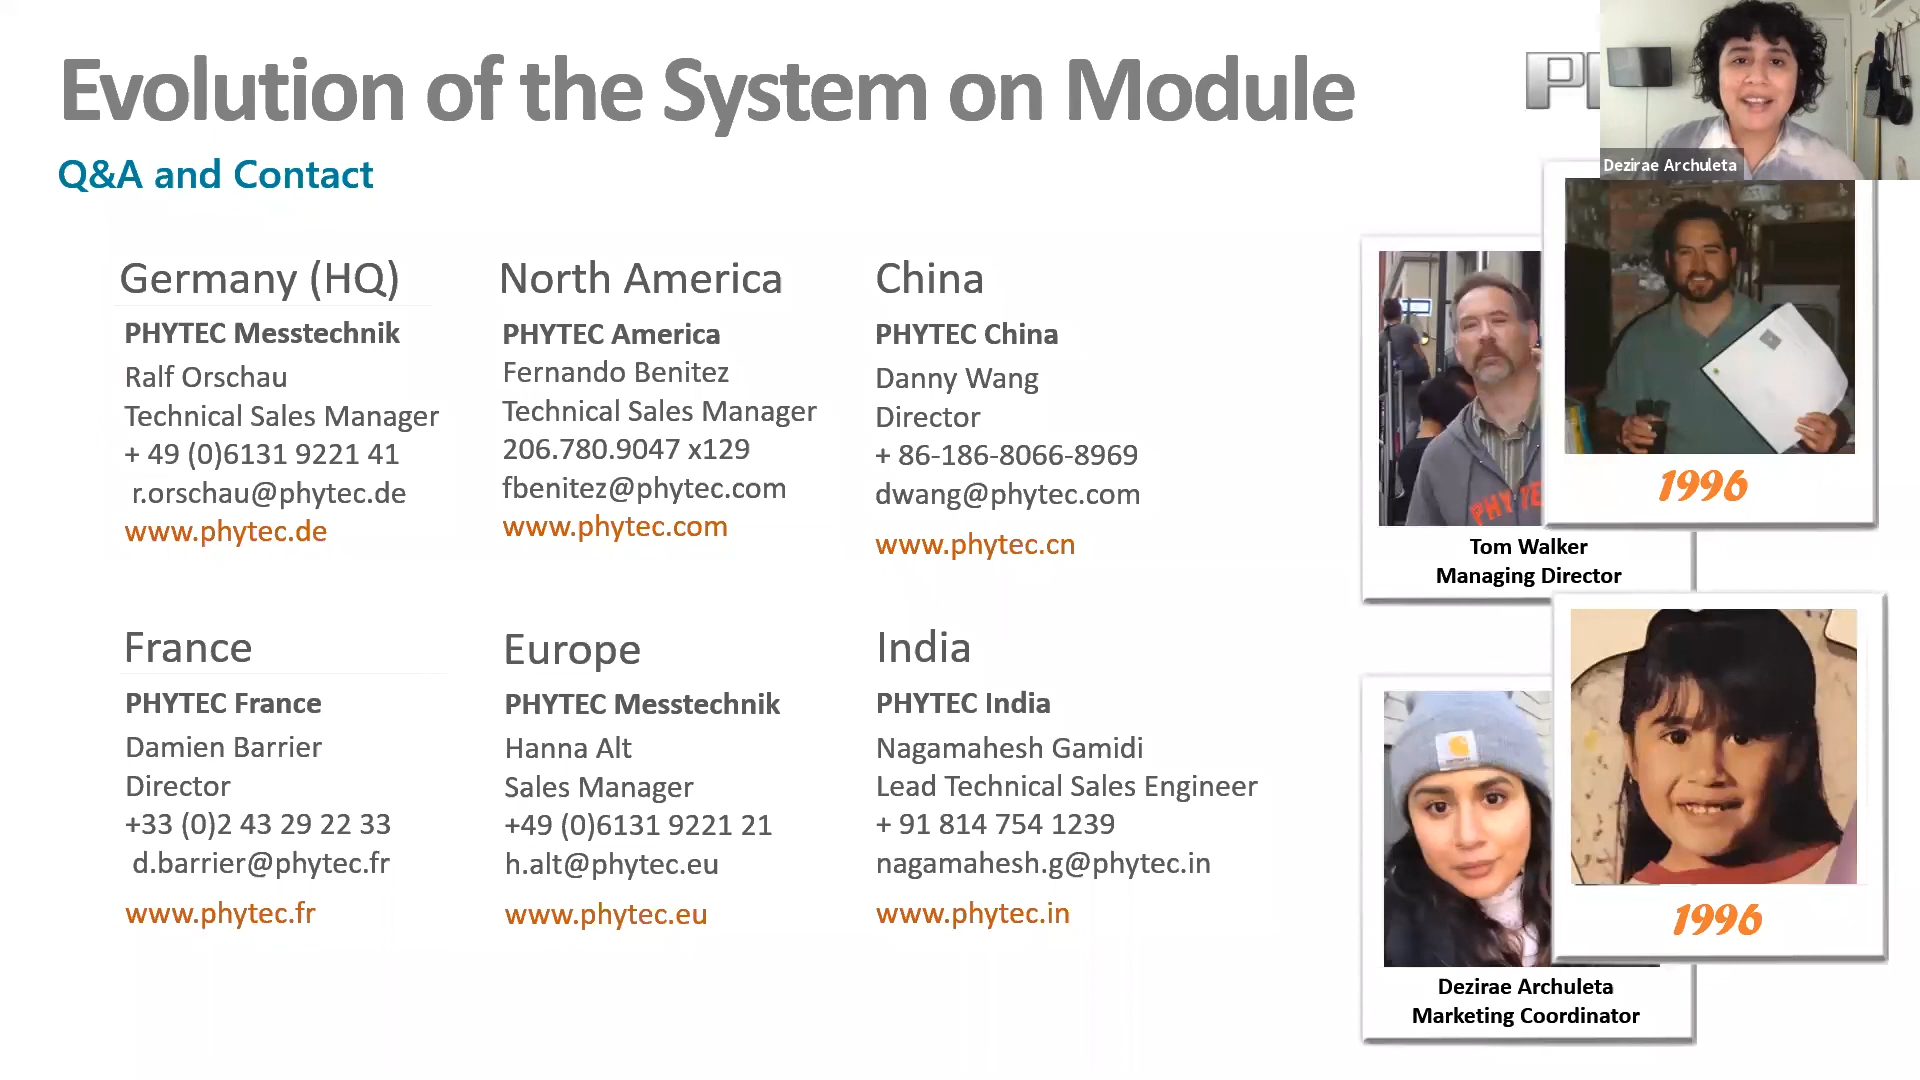 Evolution of the System on Module
Q&A and Contact
Dezirae Archuleta
Germany (HQ)
PHYTEC Messtechnik
Ralf Orschau
Technical Sales Manager
+ 49 (0)6131 9221 41
r.orschau@phytec.de
www.phytec.de
North America
PHYTEC America
Fernando Benitez
Technical Sales Manager
206.780.9047 x129
fbenitez@phytec.com
www.phytec.com
China
PHYTEC China
Danny Wang
Director
+ 86-186-8066-8969
dwang@phytec.com
www.phytec.cn
France
PHYTEC France
Damien Barrier
Director
+33 (0)2 43 29 22 33
d.barrier@phytec.fr
www.phytec.fr
Europe
PHYTEC Messtechnik
Hanna Alt
Sales Manager
+49 (0)6131 9221 21
h.alt@phytec.eu
www.phytec.eu
India
PHYTEC India
Nagamahesh Gamidi
Lead Technical Sales Engineer
+ 91 814 754 1239
nagamahesh.g@phytec.in
www.phytec.in
1996
PHYTE
Tom Walker
Managing Director
1996
Dezirae Archuleta
Marketing Coordinator